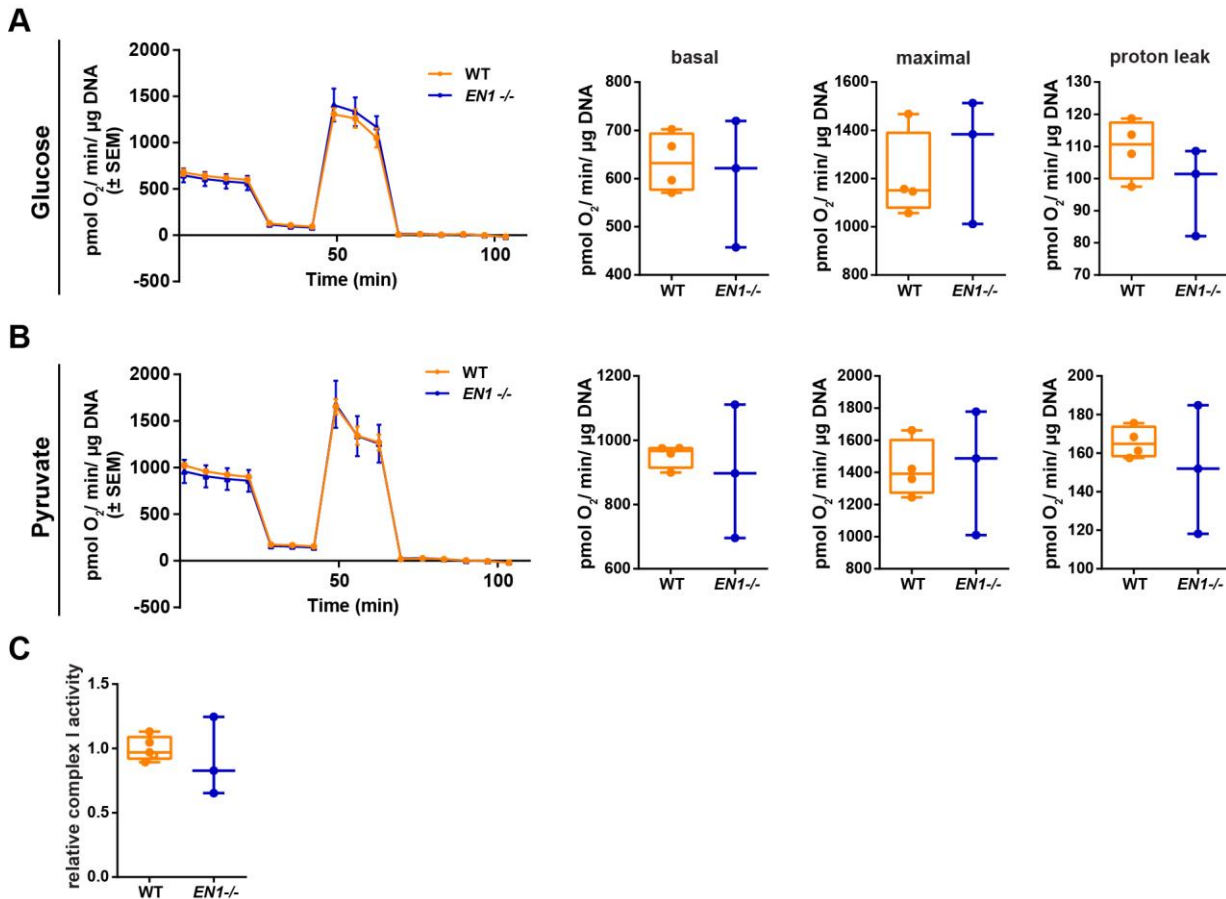 A
Glucose
pmol O2/ min/ µg DNA
(± SEM)
2000
1500
1000
500
0
-500
50
100
Time (min)
WT
EN1 -/-
basal
pmol O2/ min/ µg DNA
800
700
600
500
400
WT
EN1-/-
maximal
pmol O2/ min/ µg DNA
1600
1400
1200
1000
800
WT
EN1-/-
proton leak
pmol O2/ min/ µg DNA
130
120
110
100
90
80
70
WT
EN1-/-
B
Pyruvate
pmol O2/ min/ µg DNA
(± SEM)
2000
1500
1000
500
0
-500
50
100
Time (min)
WT
EN1 -/-
pmol O2/ min/ µg DNA
1200
1000
800
600
WT
EN1-/-
pmol O2/ min/ µg DNA
2000
1800
1600
1400
1200
1000
800
WT
EN1-/-
pmol O2/ min/ µg DNA
200
180
160
140
120
100
WT
EN1-/-
C
relative complex I activity
1.5
1.0
0.5
0.0
WT
EN1-/-